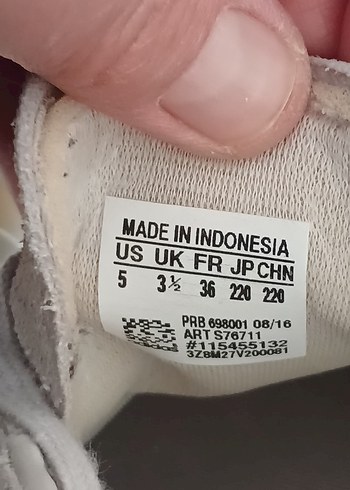 MADE IN INDONESIA
US UK FR JP CHN
5 3½ 36 220 220
PRB 698001 08/16
ART S76711
#115455132
3Z8M27V200081